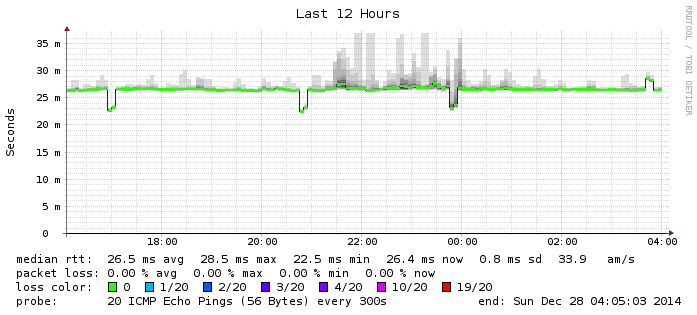 Last 12 Hours
RRDTOOL / TOBI OETIKER
Seconds
35 m
30 m
25 m
20 m
15 m
10 m
5 m
0
18:00 20:00 22:00 00:00 02:00 04:00
median rtt: 26.5 ms avg 28.5 ms max 22.5 ms min 26.4 ms now 0.8 ms sd 33.9 am/s
packet loss: 0.00 % avg 0.00 % max 0.00 % min 0.00 % now
loss color: 0 1/20 2/20 3/20 4/20 10/20 19/20
probe: 20 ICMP Echo Pings (56 Bytes) every 300s end: Sun Dec 28 04:05:03 2014